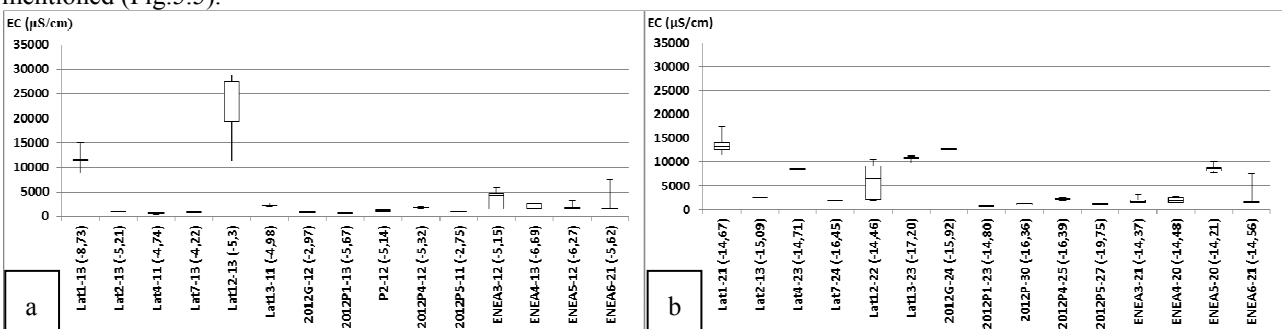 mentioned (Fig.5.5).
EC (µS/cm)
35000
30000
25000
20000
15000
10000
5000
0
Lat1-13 (-8,73)
Lat2-13 (-5,21)
Lat4-11 (-4,74)
Lat7-13 (-4,22)
Lat12-13 (-5,3)
Lat13-11 (-4,98)
2012G-12 (-2,97)
2012P1-13 (-5,67)
P2-12 (-5,14)
2012P4-12 (-5,32)
2012P5-11 (-2,75)
ENEA3-12 (-5,15)
ENEA4-13 (-6,69)
ENEA5-12 (-6,27)
ENEA6-21 (-5,62)
a
EC (µS/cm)
35000
30000
25000
20000
15000
10000
5000
0
Lat1-21 (-14,67)
Lat2-13 (-15,09)
Lat4-23 (-14,71)
Lat7-24 (-16,45)
Lat12-22 (-14,46)
Lat13-23 (-17,20)
2012G-24 (-15,92)
2012P1-23 (-14,80)
2012P-30 (-16,36)
2012P4-25 (-16,39)
2012P5-27 (-19,75)
ENEA3-21 (-14,37)
ENEA4-20 (-14,48)
ENEA5-20 (-14,21)
ENEA6-21 (-14,56)
b